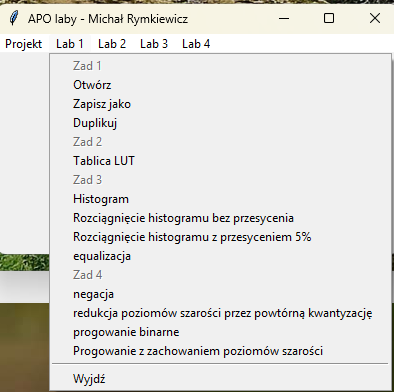 APO laby - Michał Rymkiewicz
Projekt Lab 1 Lab 2 Lab 3 Lab 4
Zad 1
Otwórz
Zapisz jako
Duplikuj
Zad 2
Tablica LUT
Zad 3
Histogram
Rozciągnięcie histogramu bez przesycenia
Rozciągnięcie histogramu z przesyceniem 5%
equalizacja
Zad 4
negacja
redukcja poziomów szarości przez powtórną kwantyzację
progowanie binarne
Progowanie z zachowaniem poziomów szarości
Wyjdź